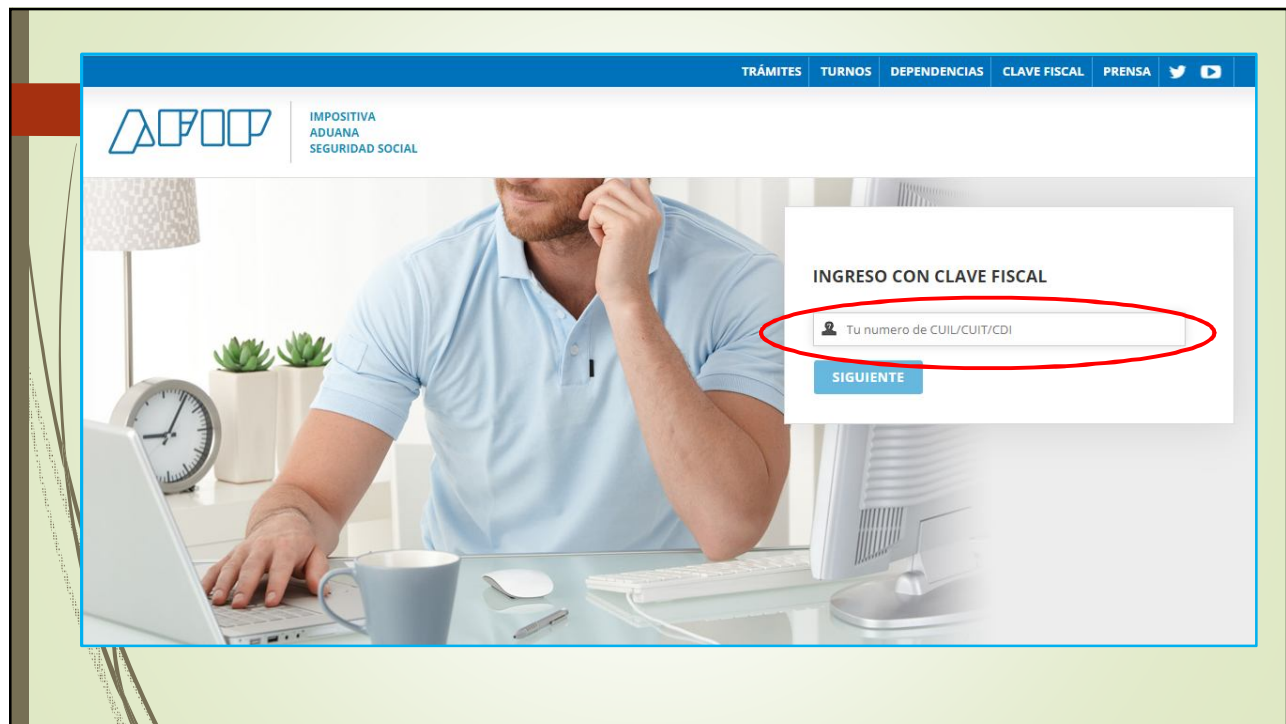 TRÁMITES TURNOS DEPENDENCIAS CLAVE FISCAL PRENSA
AFIP
IMPOSITIVA
ADUANA
SEGURIDAD SOCIAL
INGRESO CON CLAVE FISCAL
Tu numero de CUIL/CUIT/CDI
SIGUIENTE